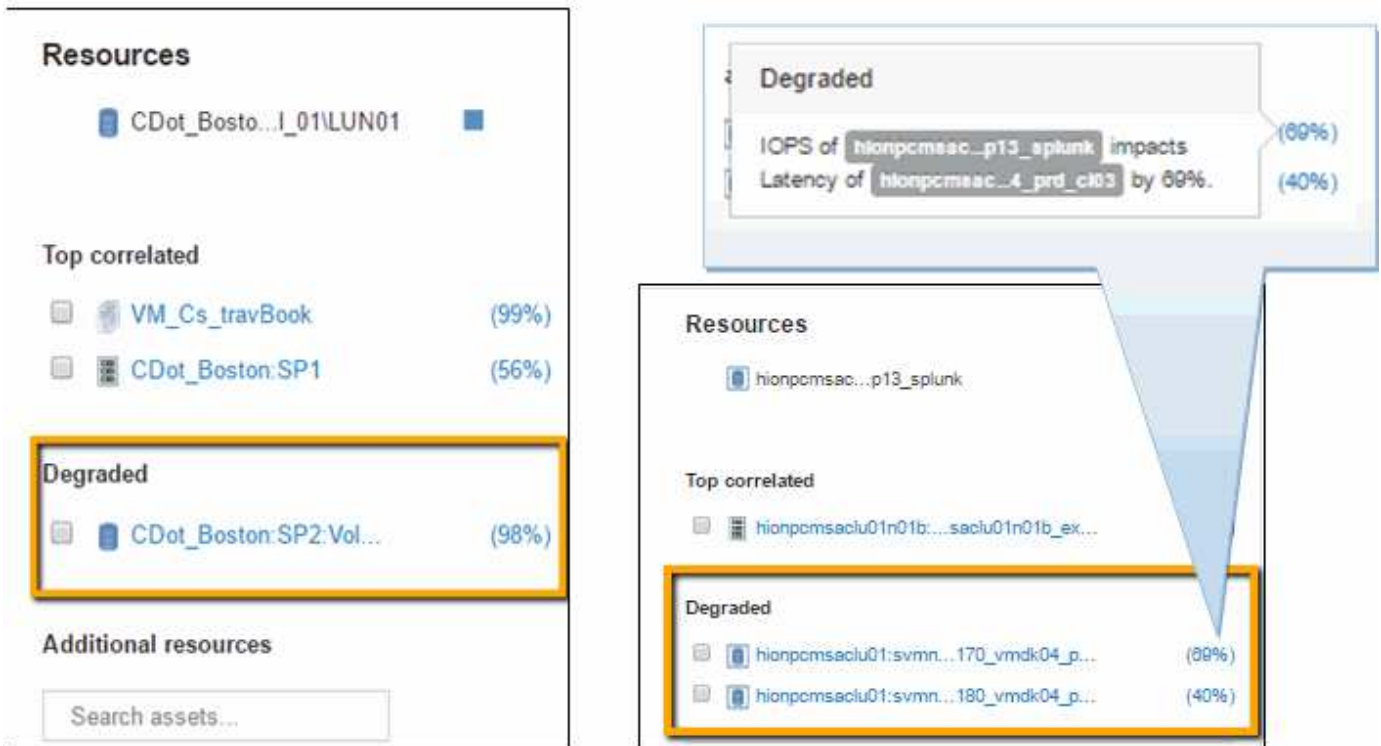 Resources
CDot_Bosto...l_01\LUN01
Top correlated
VM_Cs_travBook (99%)
CDot_Boston:SP1 (56%)
Degraded
CDot_Boston:SP2:Vol... (98%)
Additional resources
Search assets...
Degraded
IOPS of hionpcmsac...p13_splunk impacts (69%)
Latency of hionpcmsac...4_prd_cl03 by 69%. (40%)
Resources
hionpcmsac...p13_splunk
Top correlated
hionpcmsaclu01n01b:...saclu01n01b_ex...
Degraded
hionpcmsaclu01:svmn...170_vmdk04_p... (69%)
hionpcmsaclu01:svmn...180_vmdk04_p... (40%)